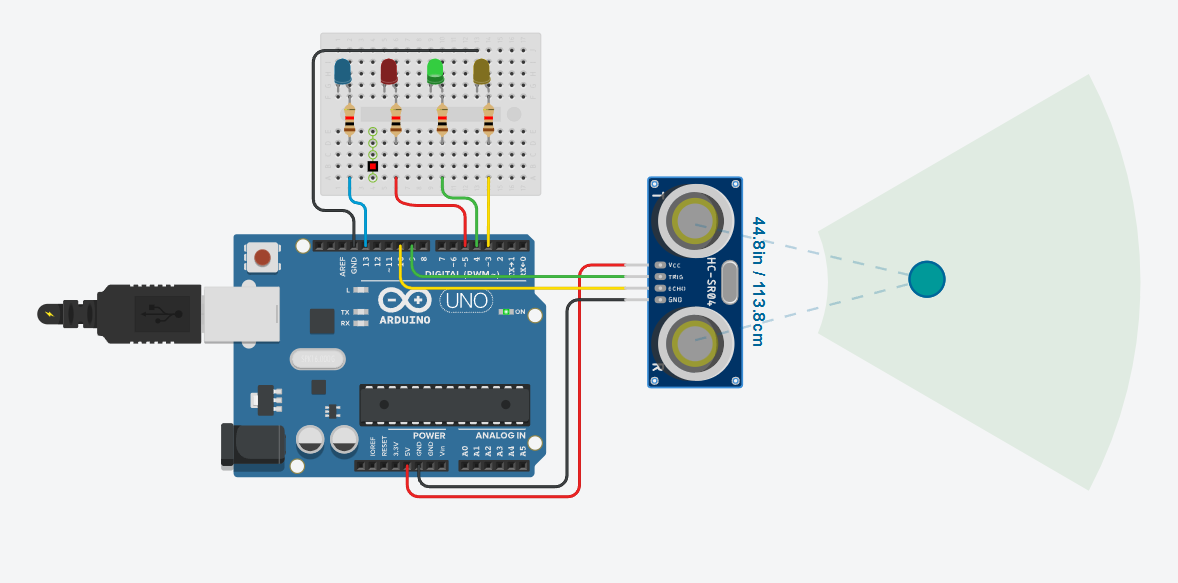 AREF
GND
13
12
~11
10
9
8
7
~6
~5
4
~3
2
TX→1
RX←0
DIGITAL (PWM~)
L
TX
RX
ARDUINO
UNO
ON
POWER
ANALOG IN
IOREF
RESET
3.3V
5V
GND
GND
Vin
A0
A1
A2
A3
A4
A5
T
Vcc
TRIG
ECHO
GND
HC-SR04
R
44.8in / 113.8cm